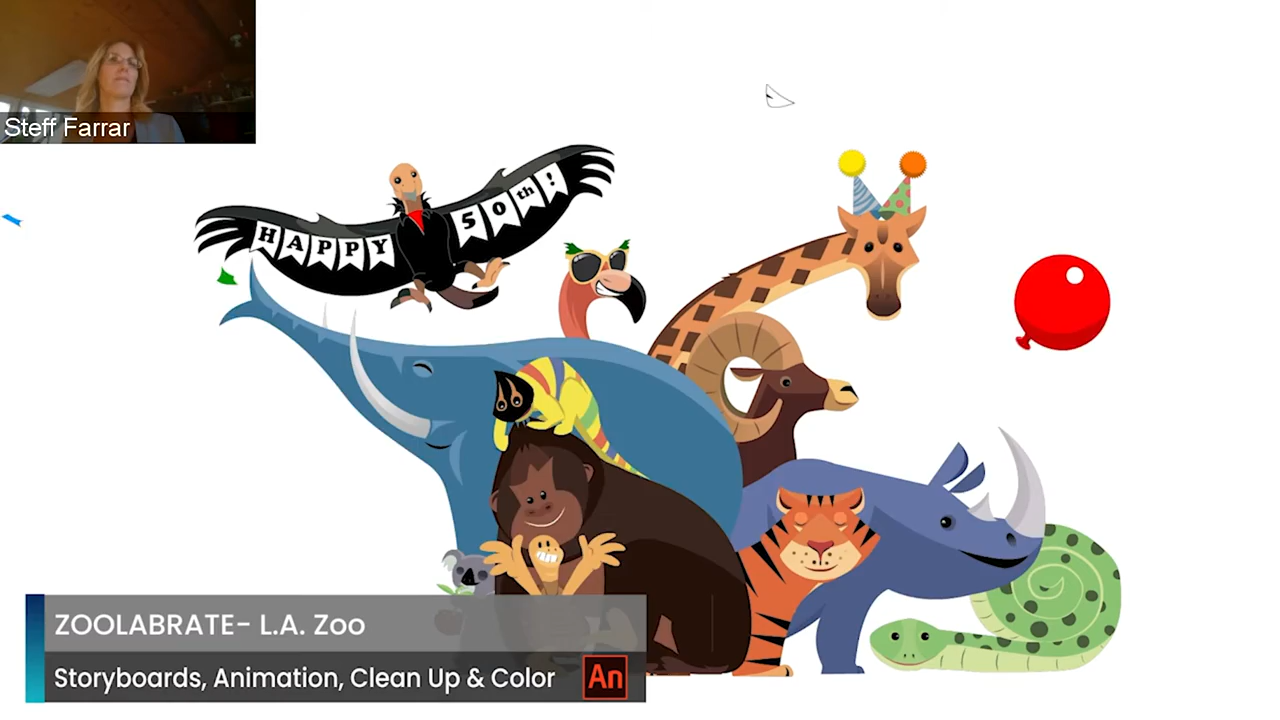 Steff Farrar
HAPPY 50th!
ZOOLABRATE- L.A. Zoo
Storyboards, Animation, Clean Up & Color An